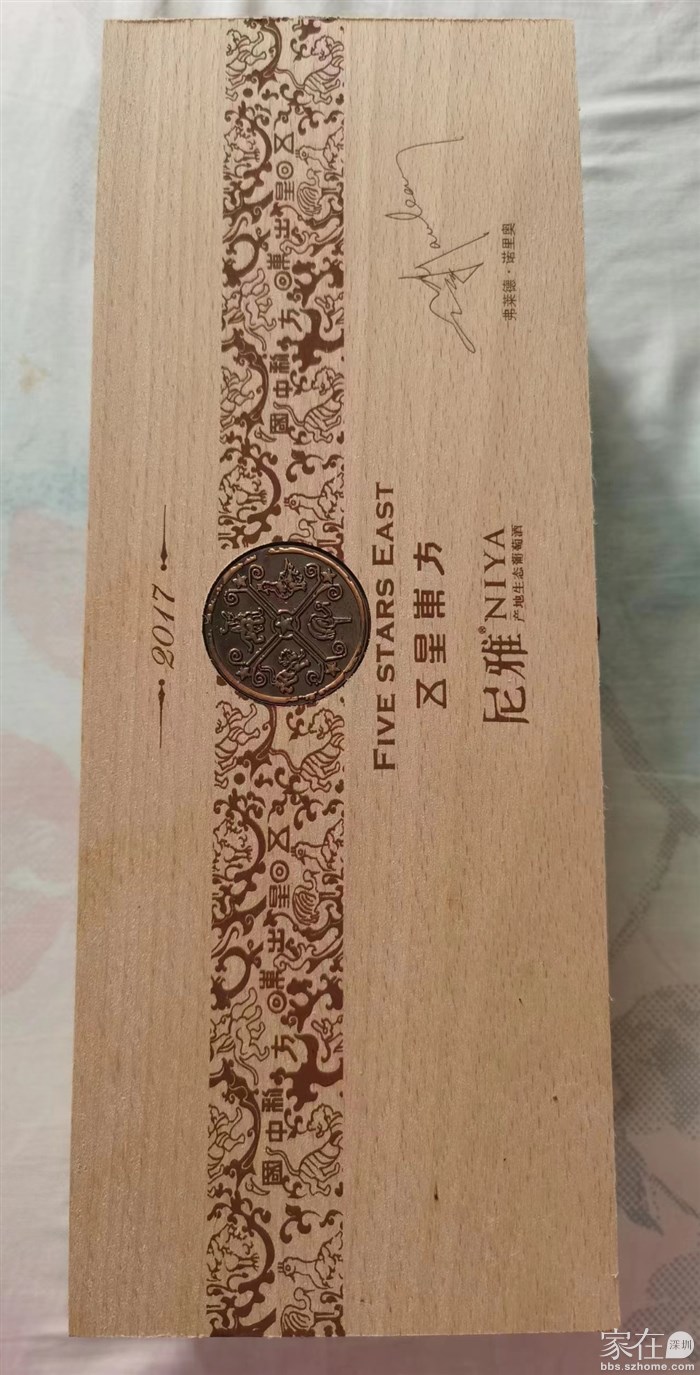 2017
五星出東方利中國
五星出東方利中國
FIVE STARS EAST
五星東方
尼雅® NIYA
产地生态葡萄酒
弗莱德·诺里奥
家在 深圳
bbs.szhome.com